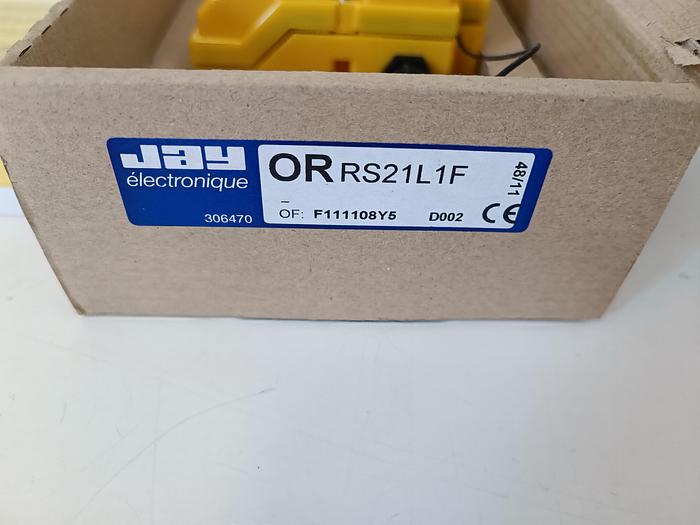 Jay
électronique
306470
OR RS21L1F
48/11
OF: F111108Y5 D002 CE